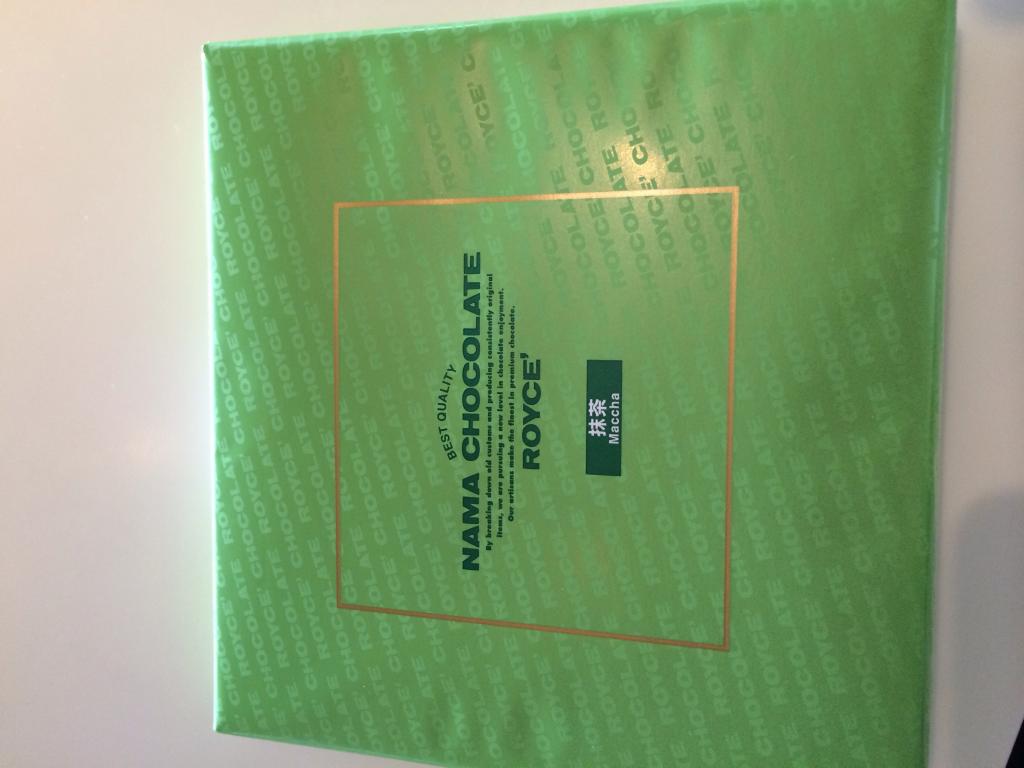 BEST QUALITY
NAMA CHOCOLATE
By breaking down old customs and producing consistently original
items, we are pursuing a new level in chocolate enjoyment.
Our artisans make the finest in premium chocolate.
ROYCE'
抹茶
Maccha